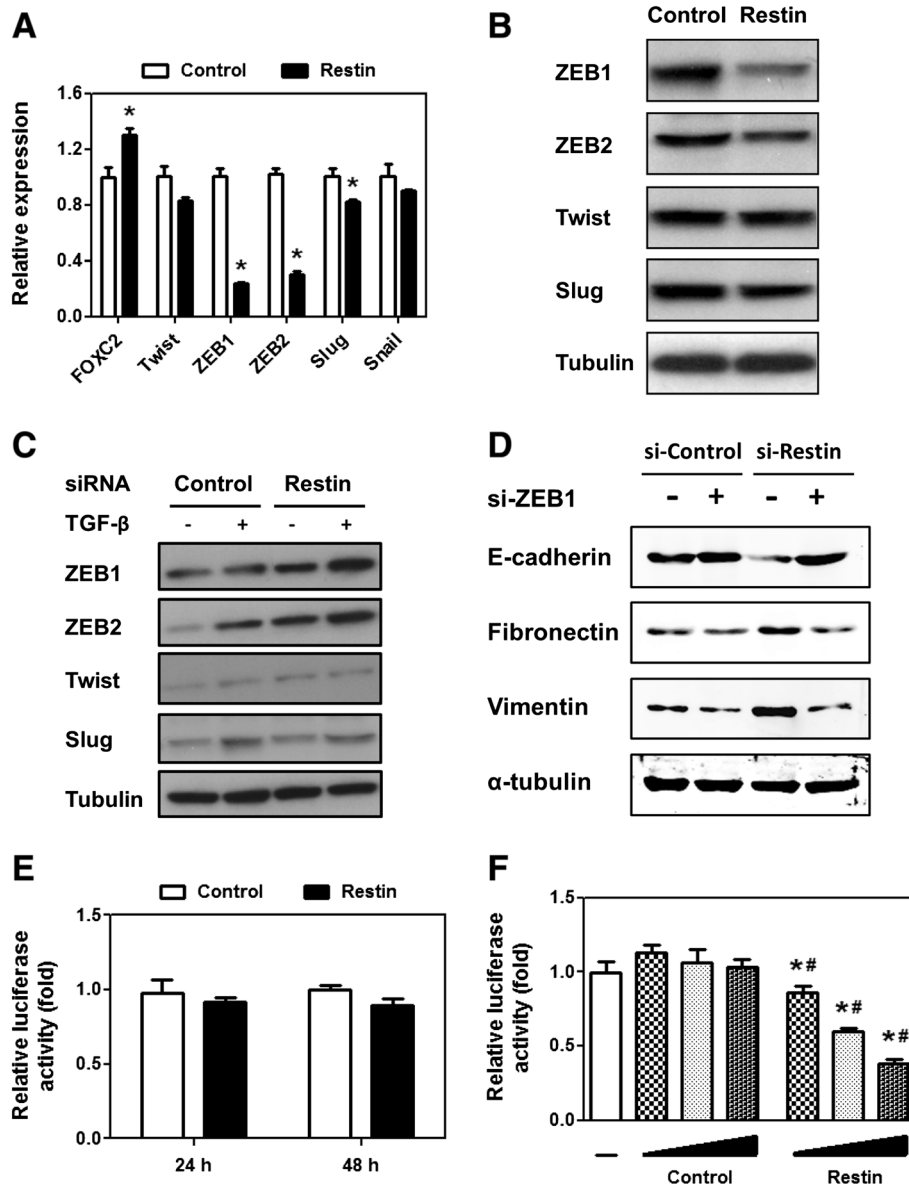 A
Control Restin
Relative expression
1.6
1.2
0.8
0.4
0.0
* * * *
FOXC2 Twist ZEB1 ZEB2 Slug Snail
B
Control Restin
ZEB1
ZEB2
Twist
Slug
Tubulin
C
siRNA Control Restin
TGF-β - + - +
ZEB1
ZEB2
Twist
Slug
Tubulin
D
si-Control si-Restin
si-ZEB1 - + - +
E-cadherin
Fibronectin
Vimentin
α-tubulin
E
Control Restin
Relative luciferase
activity (fold)
1.5
1.0
0.5
0.0
24 h 48 h
F
Relative luciferase
activity (fold)
1.5
1.0
0.5
0.0
*#
*#
*#
— Control Restin